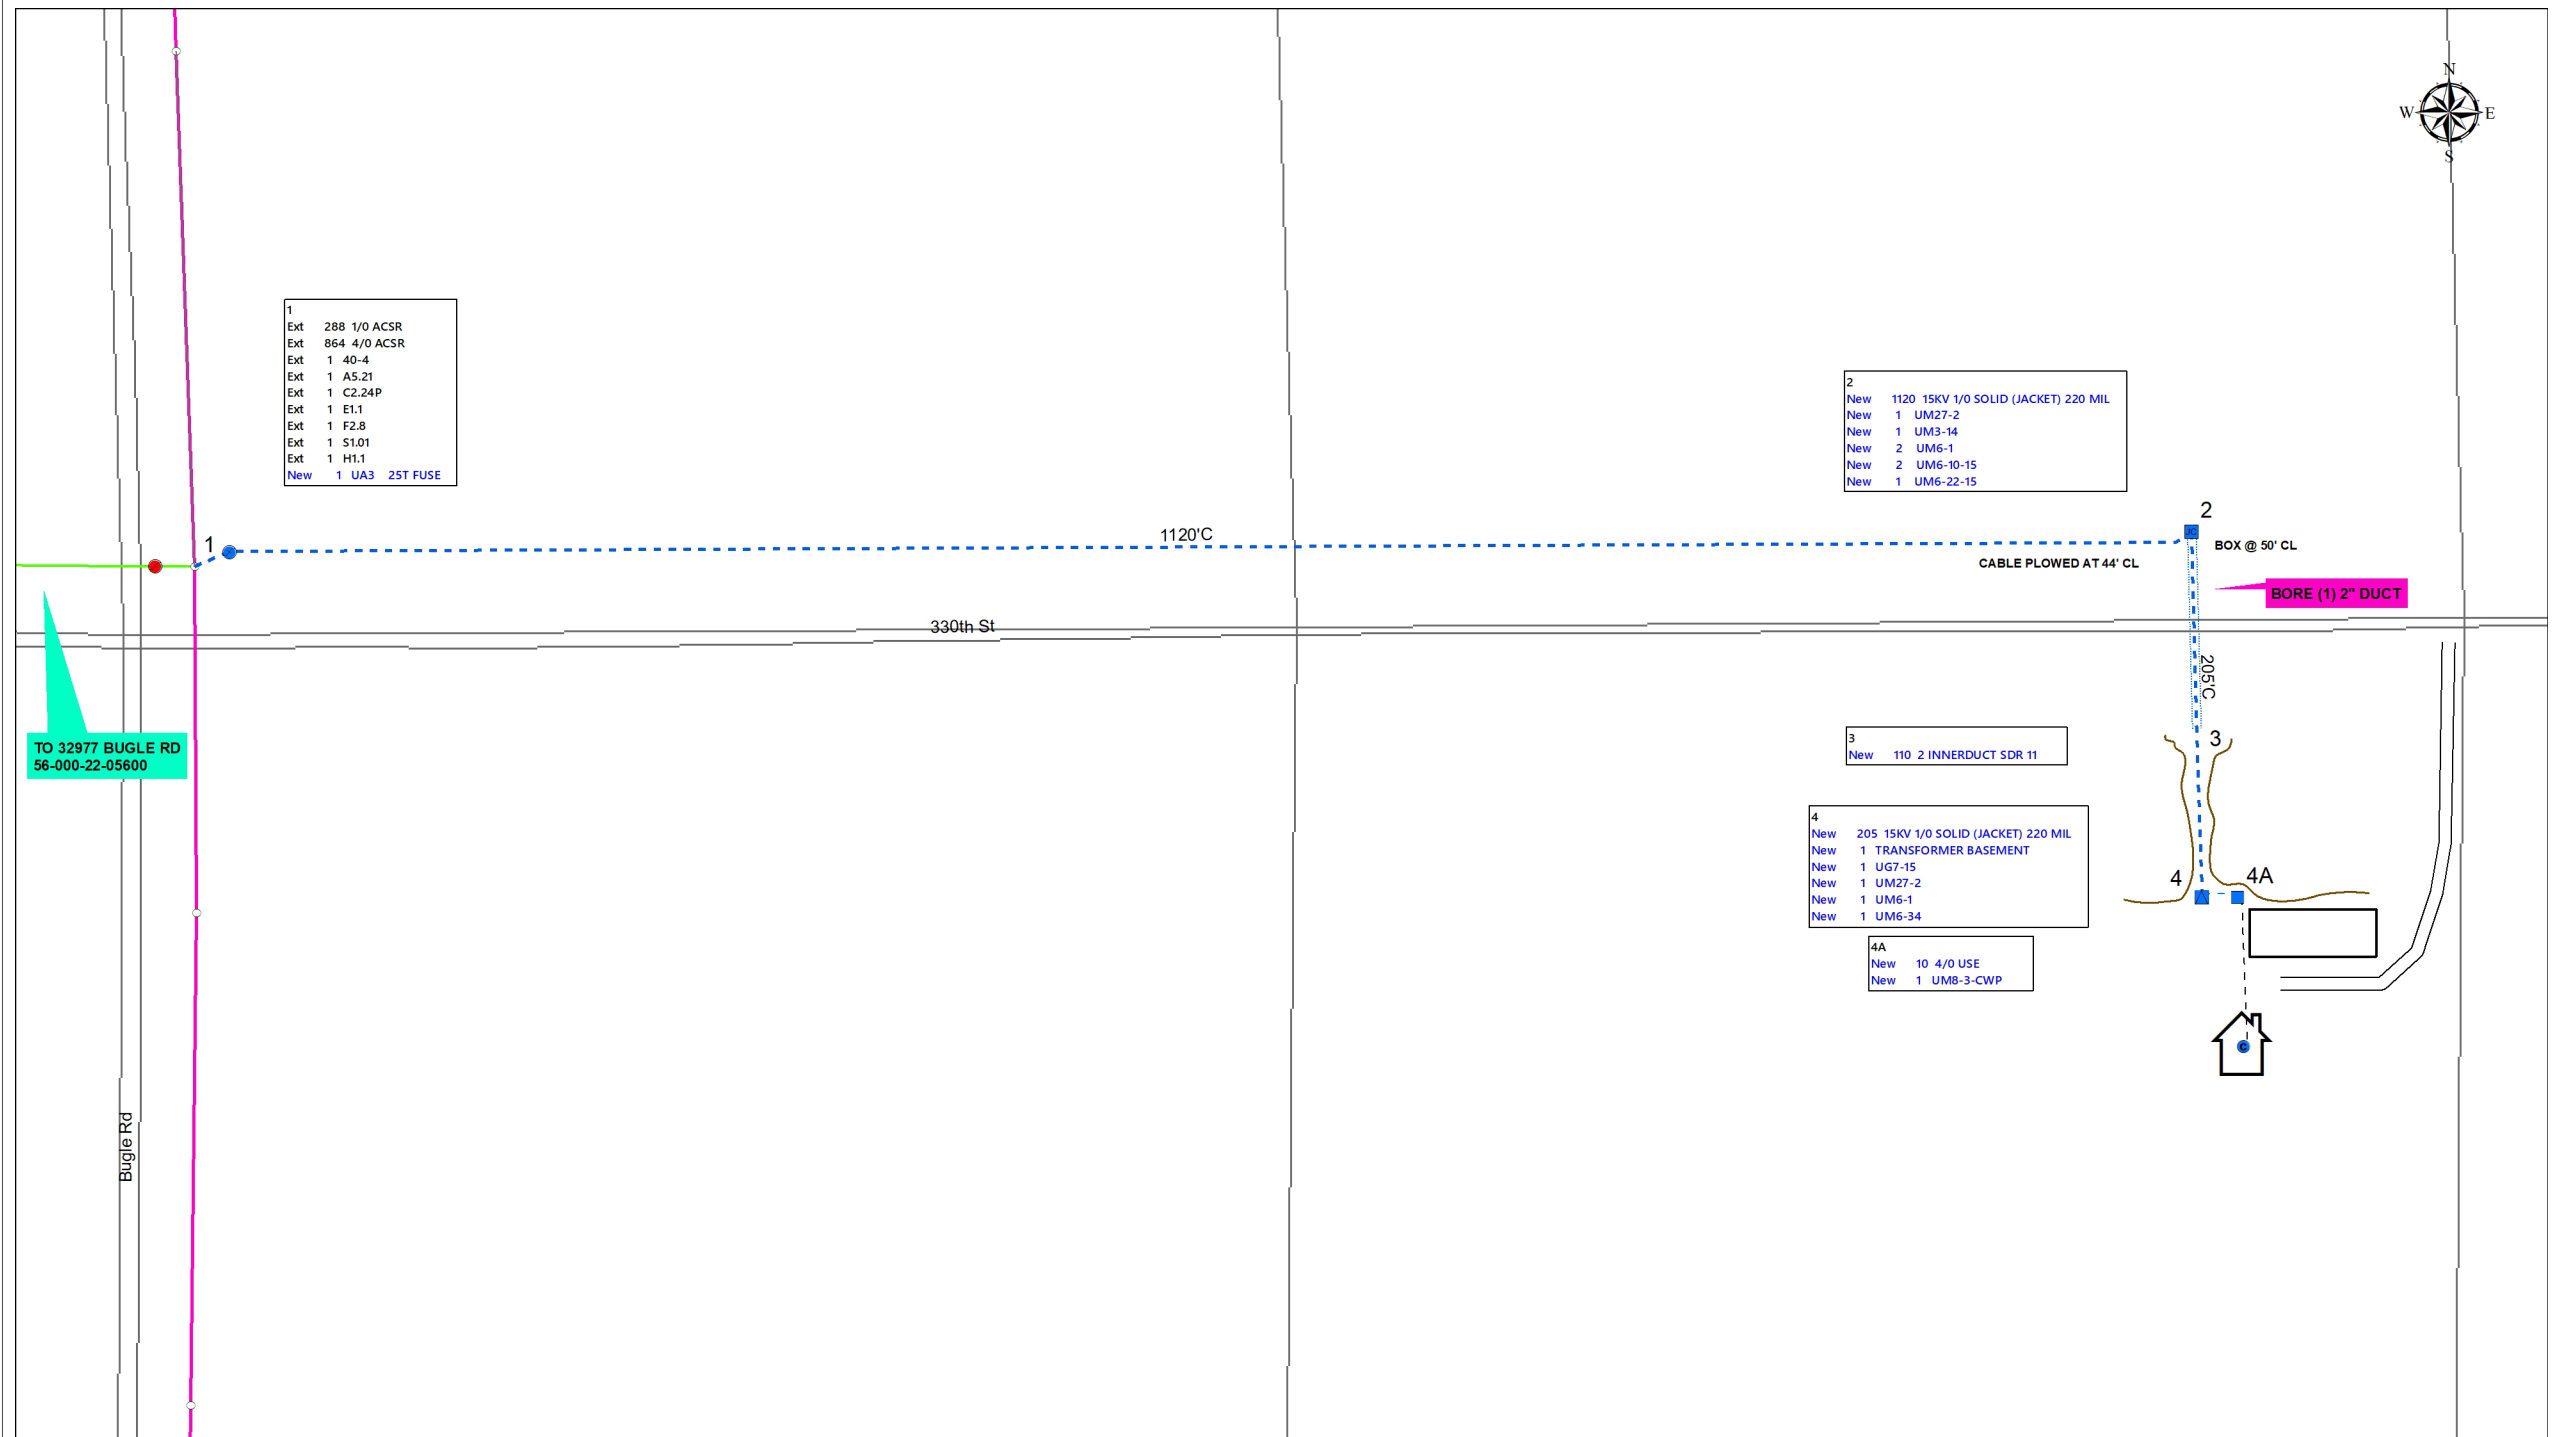 N
W E
S
1
Ext 288 1/0 ACSR
Ext 864 4/0 ACSR
Ext 1 40-4
Ext 1 A5.21
Ext 1 C2.24P
Ext 1 E1.1
Ext 1 F2.8
Ext 1 S1.01
Ext 1 H1.1
New 1 UA3 25T FUSE
2
New 1120 15KV 1/0 SOLID (JACKET) 220 MIL
New 1 UM27-2
New 1 UM3-14
New 2 UM6-1
New 2 UM6-10-15
New 1 UM6-22-15
1
1120'C
2
JC
BOX @ 50' CL
CABLE PLOWED AT 44' CL
BORE (1) 2" DUCT
330th St
205'C
TO 32977 BUGLE RD
56-000-22-05600
3
New 110 2 INNERDUCT SDR 11
3
4
New 205 15KV 1/0 SOLID (JACKET) 220 MIL
New 1 TRANSFORMER BASEMENT
New 1 UG7-15
New 1 UM27-2
New 1 UM6-1
New 1 UM6-34
4
4A
4A
New 10 4/0 USE
New 1 UM8-3-CWP
C
Bugle Rd